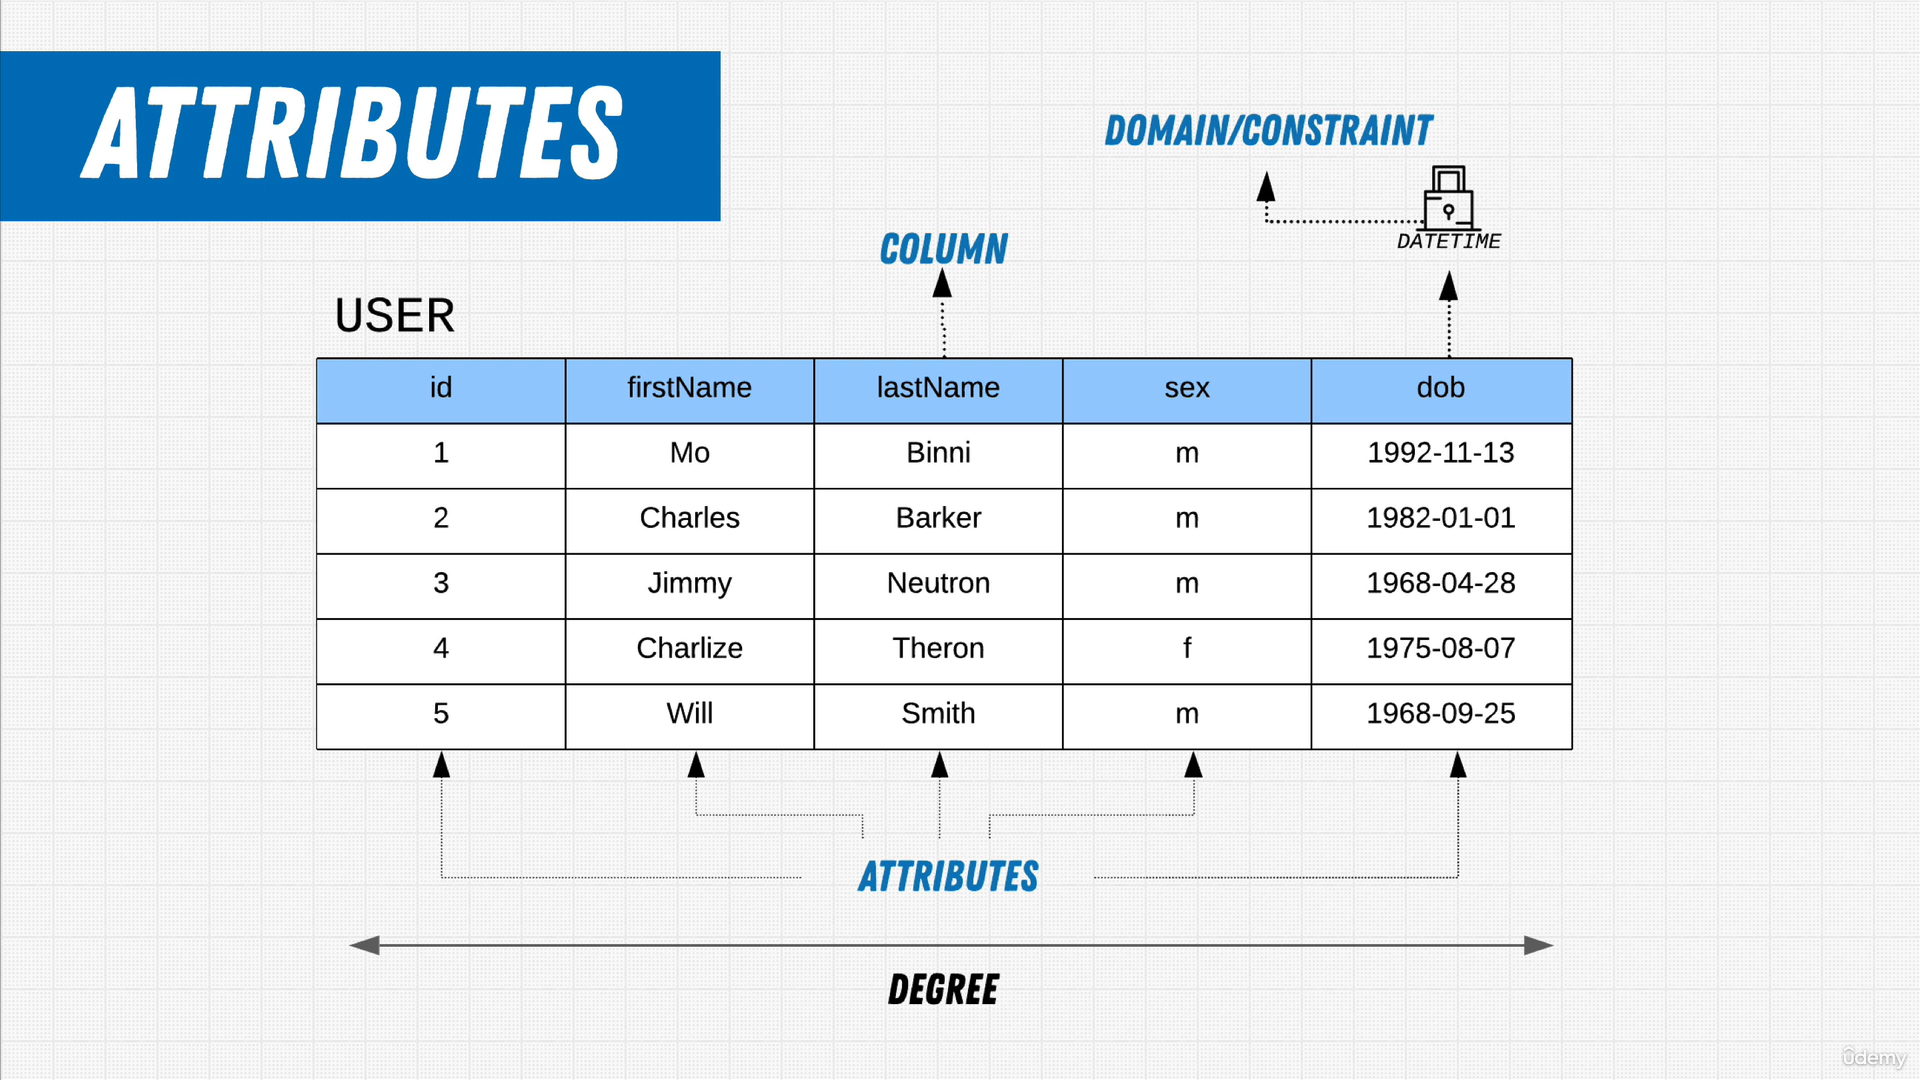 ATTRIBUTES
DOMAIN/CONSTRAINT
DATETIME
COLUMN
USER
id firstName lastName sex dob
1 Mo Binni m 1992-11-13
2 Charles Barker m 1982-01-01
3 Jimmy Neutron m 1968-04-28
4 Charlize Theron f 1975-08-07
5 Will Smith m 1968-09-25
ATTRIBUTES
DEGREE
ûdemy